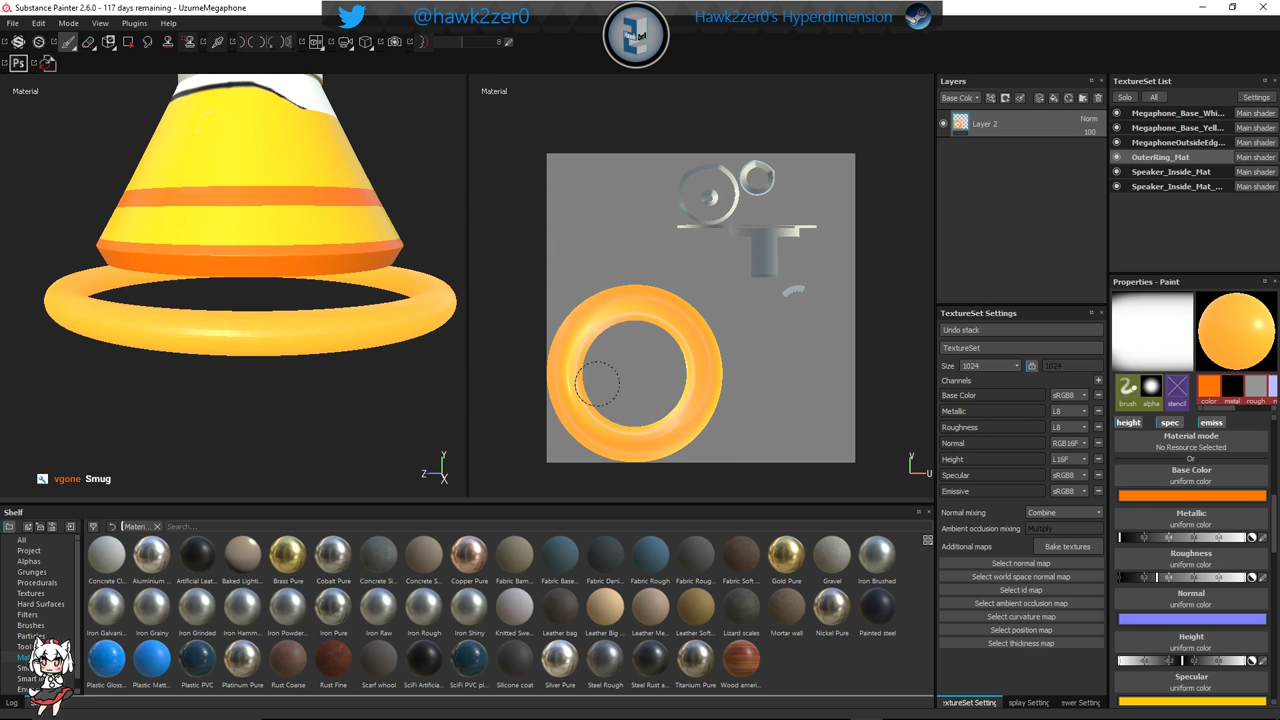 Substance Painter 2.6.0 - 117 days remaining - UzumeMegaphone
@hawk2zer0
Hawk2zer0's Hyperdimension
File Edit Mode View Plugins Help
8
Ps
Material
Material
vgone Smug
Y
Z
X
V
U
Layers
Base Colc
Layer 2
Norm
100
TextureSet List
Solo All Settings
Megaphone_Base_Whi... Main shader
Megaphone_Base_Yell... Main shader
MegaphoneOutsideEdg... Main shader
OuterRing_Mat Main shader
Speaker_Inside_Mat Main shader
Speaker_Inside_Mat_... Main shader
TextureSet Settings
Undo stack
TextureSet
Size 1024 1024
Channels
Base Color sRGB8
Metallic L8
Roughness L8
Normal RGB16F
Height L16F
Specular sRGB8
Emissive sRGB8
Normal mixing Combine
Ambient occlusion mixing Multiply
Additional maps Bake textures
Select normal map
Select world space normal map
Select id map
Select ambient occlusion map
Select curvature map
Select position map
Select thickness map
Properties - Paint
brush alpha stencil color metal rough
height spec emiss
Material mode
No Resource Selected
Or
Base Color
uniform color
Metallic
uniform color
Roughness
uniform color
Normal
uniform color
Height
uniform color
Specular
uniform color
Shelf
Materi... Search...
All
Project
Alphas
Grunges
Procedurals
Textures
Hard Surfaces
Filters
Brushes
Concrete Cl... Aluminium ... Artificial Leat... Baked Lighti... Brass Pure Cobalt Pure Concrete Si... Concrete S... Copper Pure Fabric Bam... Fabric Base... Fabric Deni... Fabric Rough Fabric Roug... Fabric Soft ... Gold Pure Gravel Iron Brushed
Iron Galvani... Iron Grainy Iron Grinded Iron Hamm... Iron Powder... Iron Pure Iron Raw Iron Rough Iron Shiny Knitted Swe... Leather bag Leather Big ... Leather Me... Leather Soft... Lizard scales Mortar wall Nickel Pure Painted steel
Plastic Gloss... Plastic Matt... Plastic PVC Platinum Pure Rust Coarse Rust Fine Scarf wool SciFi Artificia... SciFi PVC pl... Silicone coat Silver Pure Steel Rough Steel Rust a... Titanium Pure Wood ameri...
Log